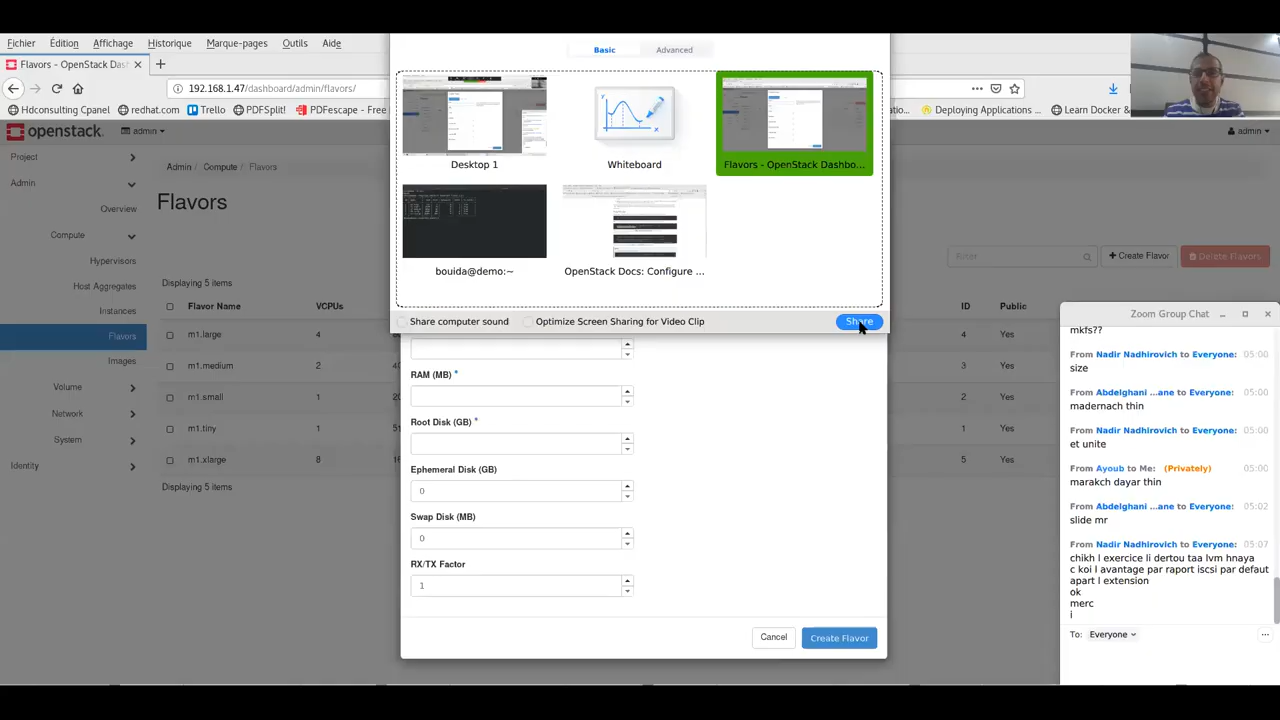 Fichier Édition Affichage Historique Marque-pages Outils Aide
Flavors - OpenStack Das
192.168.1.47/dashboard/admin/flavors/
Holding Intellectu... redhat.com Trello PDFSplit! PDFescape - Free Deploying Applications ... Learn Docker &
openstack. admin
admin
Project
Admin
Overview
Compute
Hypervisors
Host Aggregates
Instances
Flavors
Images
Volume
Network
System
Identity
Admin / Compute / Flavors
Flavors
Filter
Create Flavor
Delete Flavors
Displaying 5 items
Flavor Name VCPUs ID Public
m1.large 4 4 Yes
m1.medium 2 3 Yes
m1.small 1 2 Yes
m1.tiny 1 1 Yes
m1.xlarge 8 5 Yes
Displaying 5 items
Basic Advanced
Desktop 1
Whiteboard
Flavors - OpenStack Dashbo...
bouida@demo:~
OpenStack Docs: Configure ...
Share computer sound
Optimize Screen Sharing for Video Clip
Share
RAM (MB) *
Root Disk (GB) *
Ephemeral Disk (GB)
0
Swap Disk (MB)
0
RX/TX Factor
1
Cancel
Create Flavor
Zoom Group Chat
mkfs??
From Nadir Nadhirovich to Everyone: 05:00
size
From Abdelghani ...ane to Everyone: 05:00
madernach thin
From Nadir Nadhirovich to Everyone: 05:00
et unite
From Ayoub to Me: (Privately) 05:00
marakch dayar thin
From Abdelghani ...ane to Everyone: 05:02
slide mr
From Nadir Nadhirovich to Everyone: 05:07
chikh l exercice li dertou taa lvm hnaya
c koi l avantage par raport iscsi par defaut
apart l extension
ok
merc
i
To: Everyone